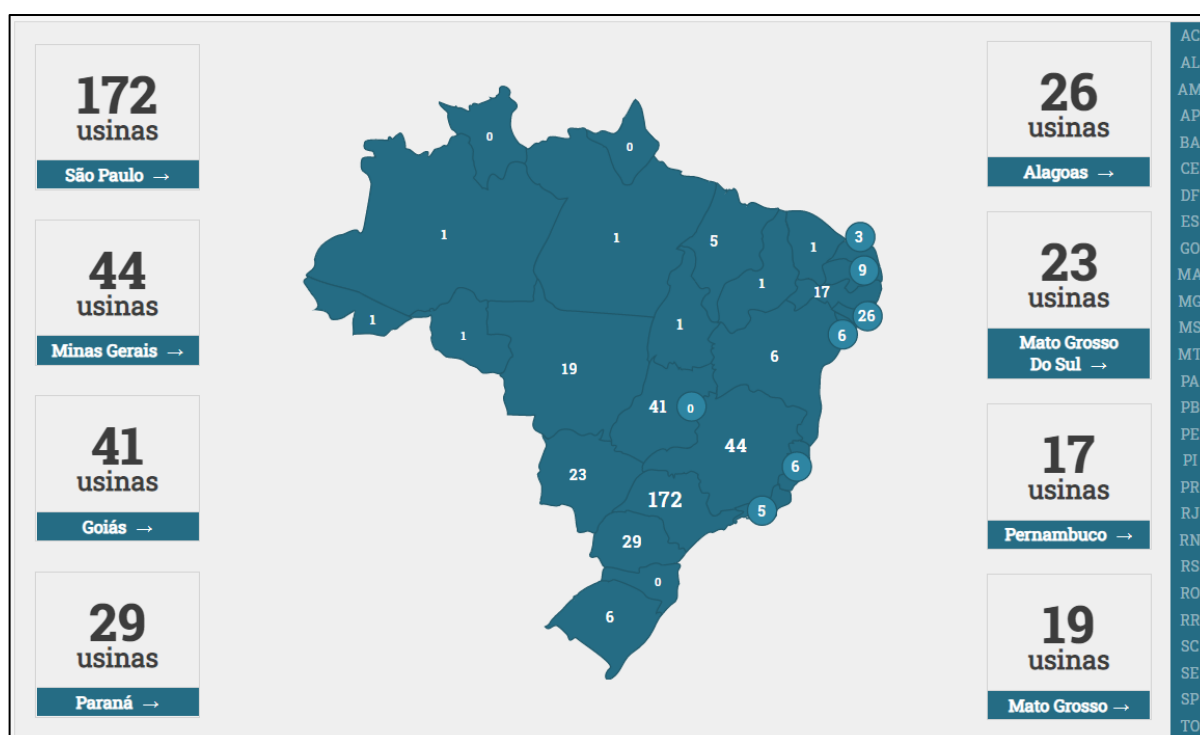 172
usinas
São Paulo →
44
usinas
Minas Gerais →
41
usinas
Goiás →
29
usinas
Paraná →
0
0
1
1
5
1
3
9
1
17
26
6
1
1
1
19
6
41
0
44
23
6
172
5
29
0
6
26
usinas
Alagoas →
23
usinas
Mato Grosso
Do Sul →
17
usinas
Pernambuco →
19
usinas
Mato Grosso →
AC
AL
AM
AP
BA
CE
DF
ES
GO
MA
MG
MS
MT
PA
PB
PE
PI
PR
RJ
RN
RS
RO
RR
SC
SE
SP
TO